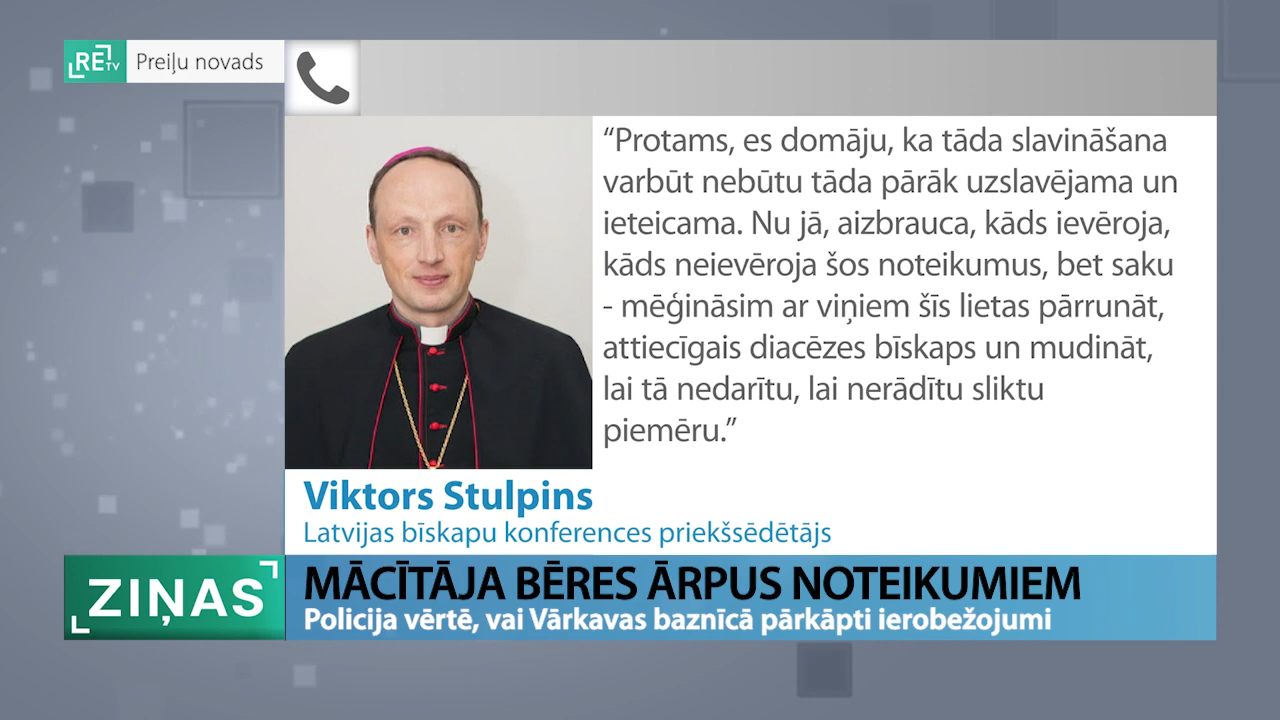 RE TV
Preiļu novads
“Protams, es domāju, ka tāda slavināšana
varbūt nebūtu tāda pārāk uzslavējama un
ieteicama. Nu jā, aizbrauca, kāds ievēroja,
kāds neievēroja šos noteikumus, bet saku
- mēģināsim ar viņiem šīs lietas pārrunāt,
attiecīgais diacēzes bīskaps un mudināt,
lai tā nedarītu, lai nerādītu sliktu
piemēru.”
Viktors Stulpins
Latvijas bīskapu konferences priekšsēdētājs
ZIŅAS
MĀCĪTĀJA BĒRES ĀRPUS NOTEIKUMIEM
Policija vērtē, vai Vārkavas baznīcā pārkāpti ierobežojumi